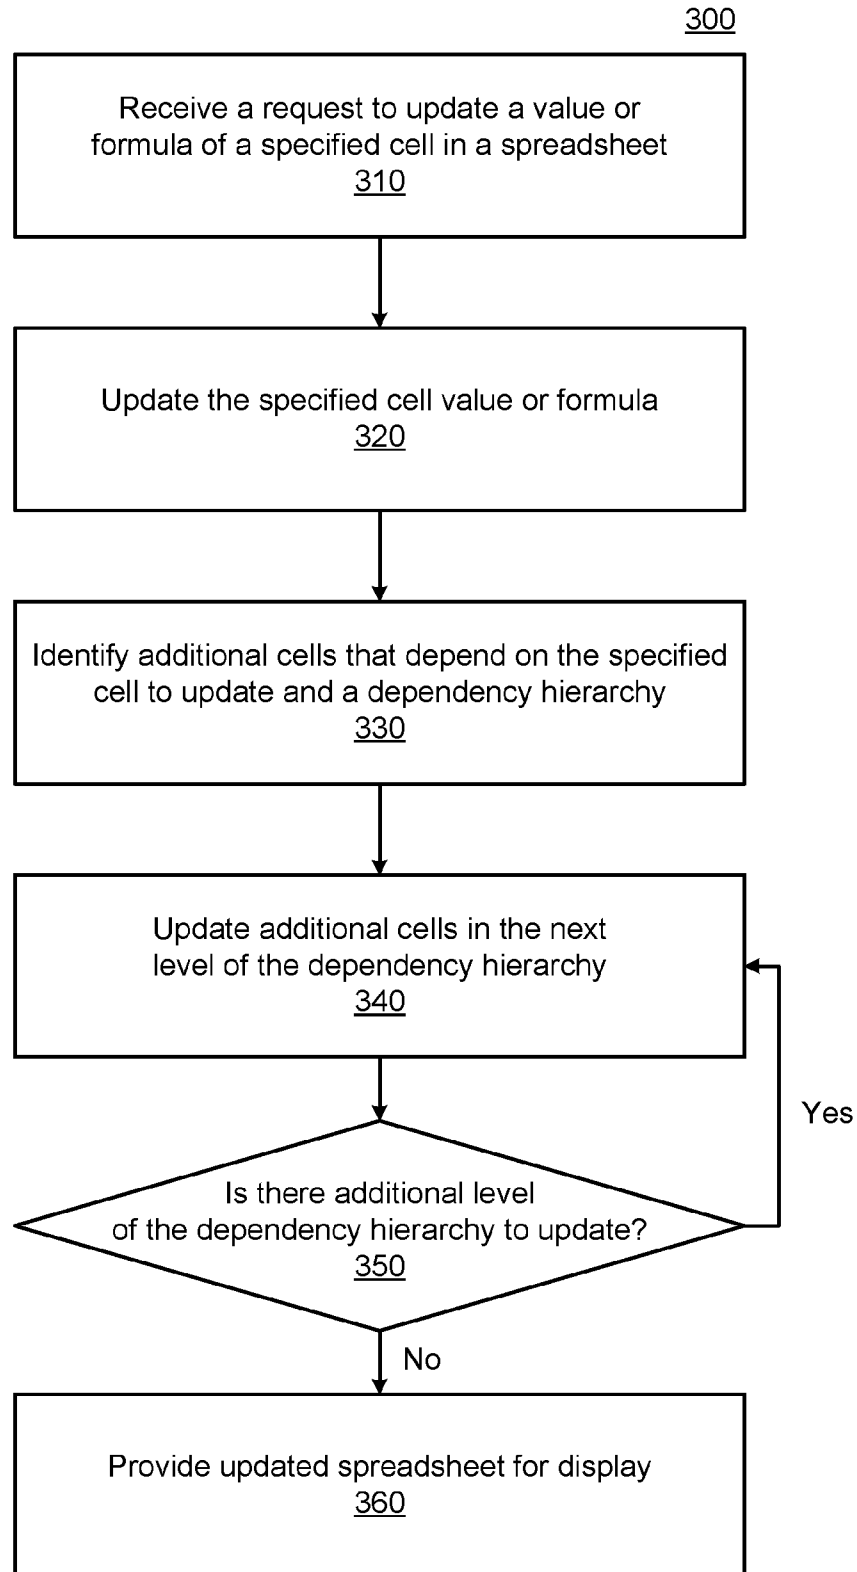 300
Receive a request to update a value or
formula of a specified cell in a spreadsheet
310
Update the specified cell value or formula
320
Identify additional cells that depend on the specified
cell to update and a dependency hierarchy
330
Update additional cells in the next
level of the dependency hierarchy
340
Yes
Is there additional level
of the dependency hierarchy to update?
350
No
Provide updated spreadsheet for display
360